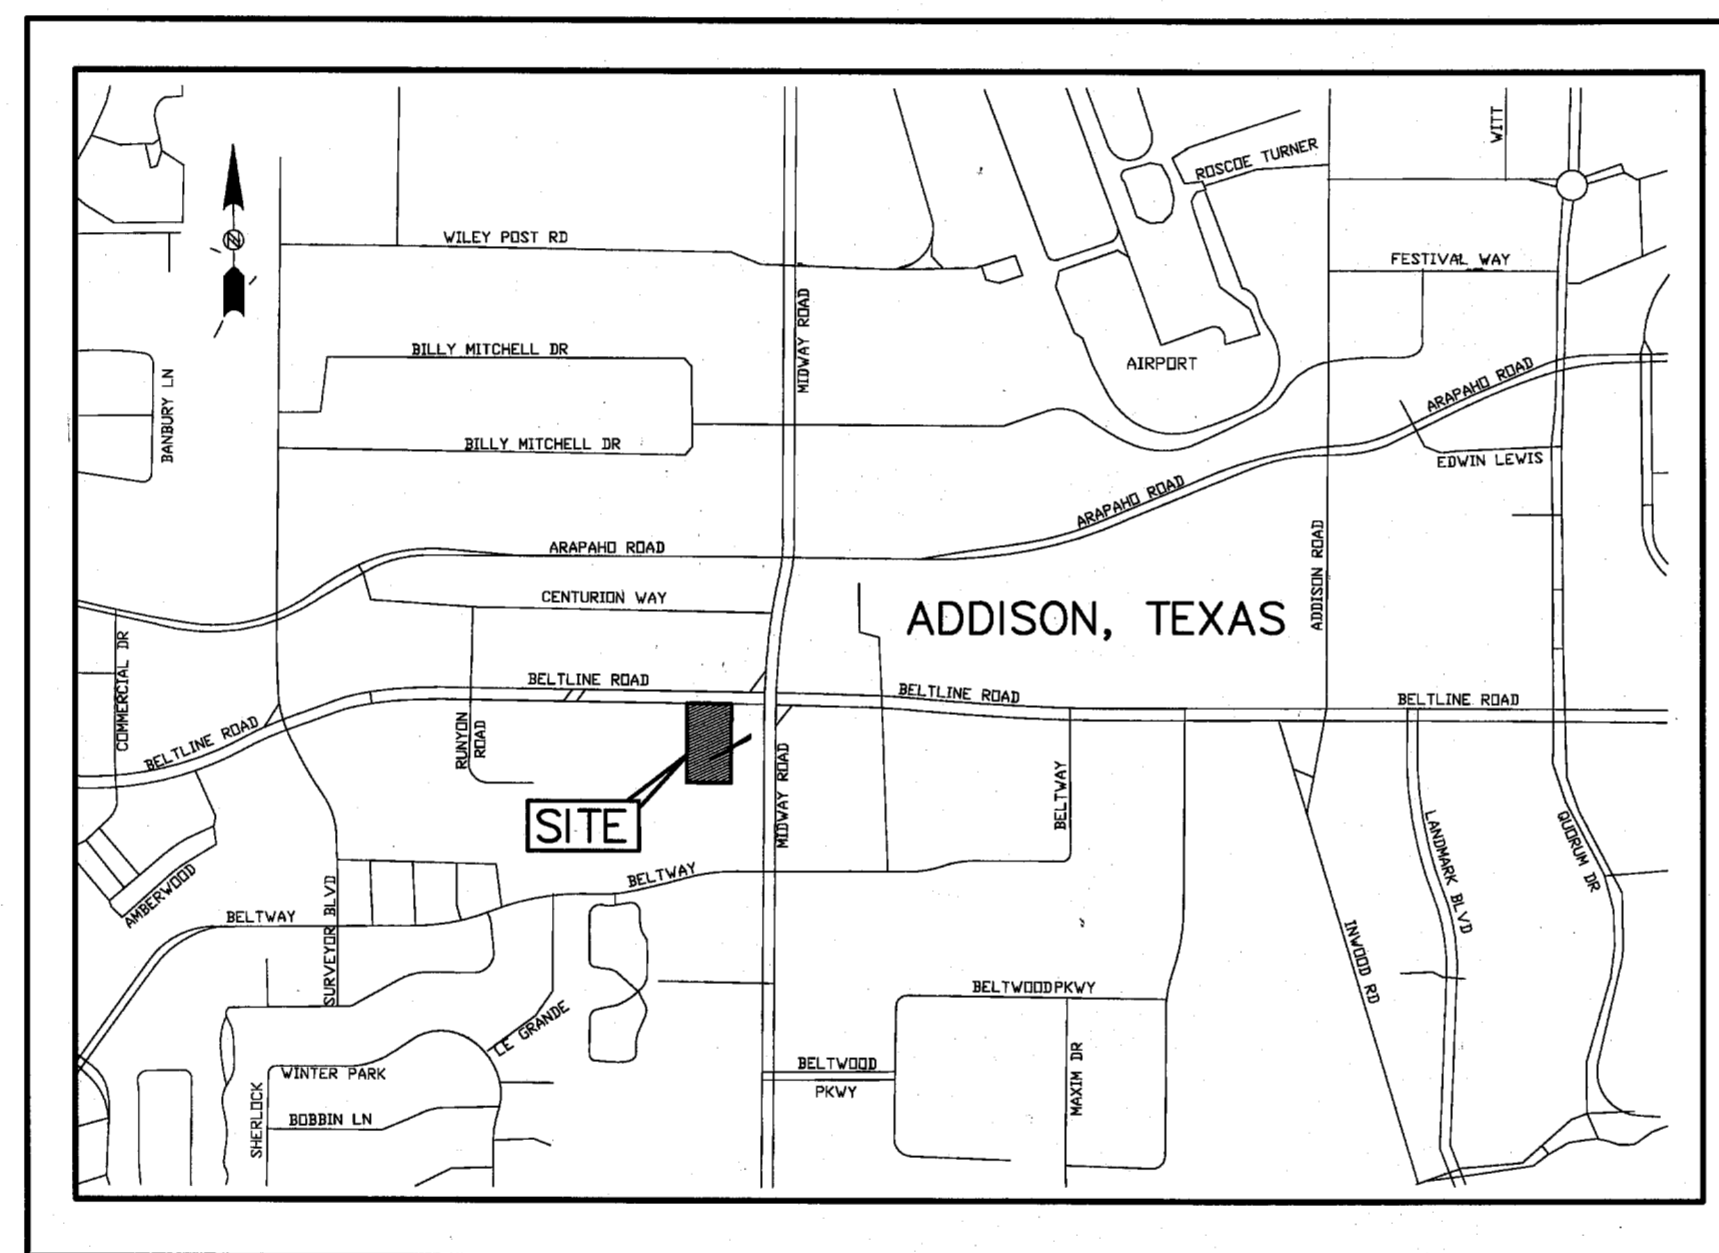 WITT
ROSCOE TURNER
WILEY POST RD
FESTIVAL WAY
MIDWAY ROAD
BILLY MITCHELL DR
AIRPORT
BANBURY LN
ARAPAHO ROAD
BILLY MITCHELL DR
EDWIN LEWIS
ARAPAHO ROAD
ARAPAHO ROAD
ADDISON ROAD
CENTURION WAY
ADDISON, TEXAS
COMMERCIAL DR
BELTLINE ROAD
BELTLINE ROAD
BELTLINE ROAD
BELTLINE ROAD
RUNYON
ROAD
MIDWAY ROAD
BELTWAY
SITE
LANDMARK BLVD
QUORUM DR
AMBERWOOD
BELTWAY
BELTWAY
SURVEYOR BLVD
INWOOD RD
BELTWOODPKWY
LE GRANDE
WINTER PARK
BELTWOOD
PKWY
MAXIM DR
SHERLOCK
BOBBIN LN